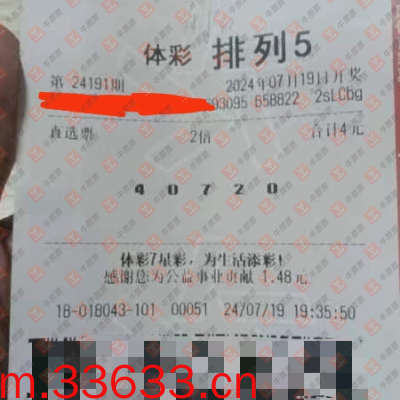 体彩 排列5
第 24191期 2024年07月19日开奖
093095 658822 2sLCbg
直选票 2倍 合计4元
4 0 7 2 0
体彩7星彩，为生活添彩！
感谢您为公益事业贡献 1.48元
18-018043-101 00051 24/07/19 19:35:50
m.33633.cn